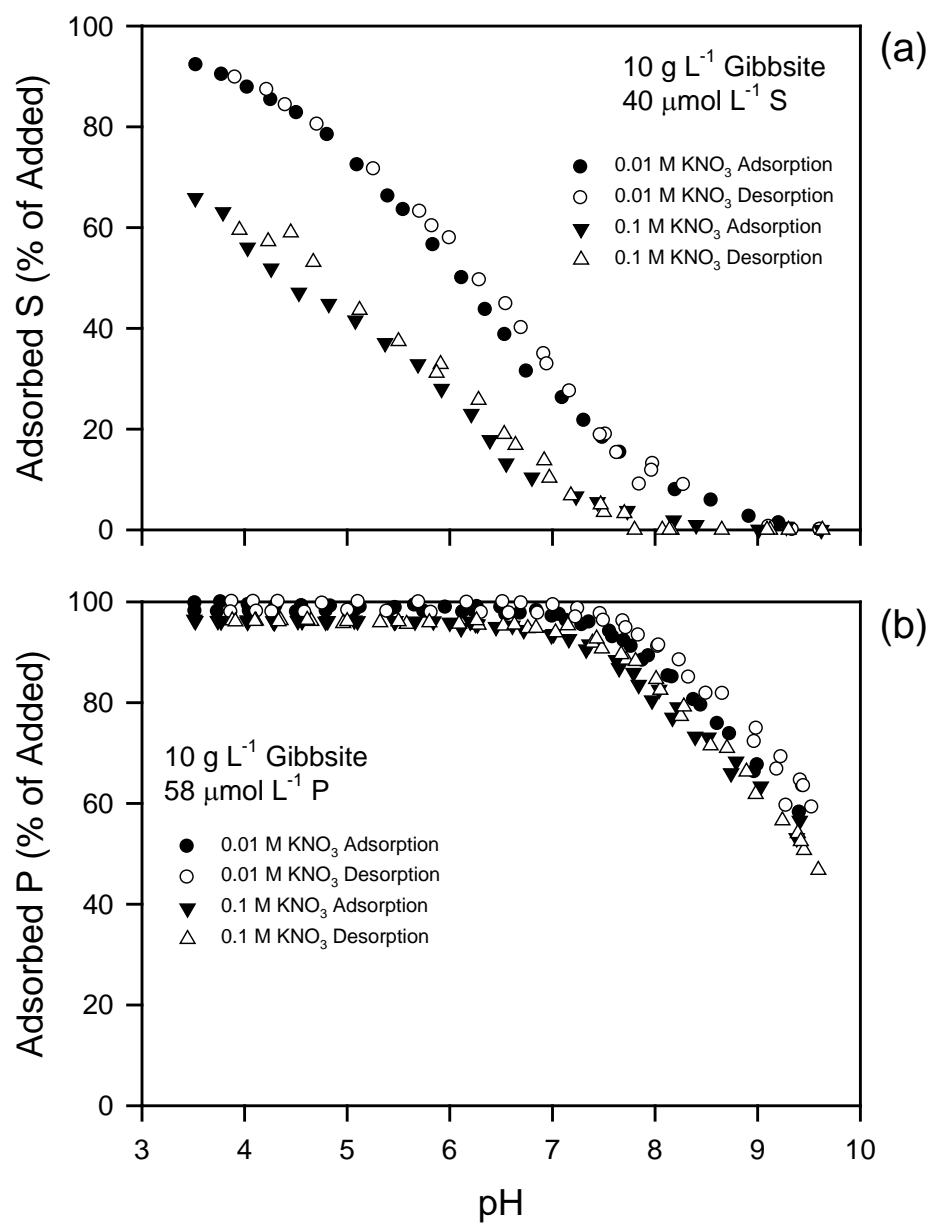 (a)
10 g L⁻¹ Gibbsite
40 μmol L⁻¹ S
0.01 M KNO₃ Adsorption
0.01 M KNO₃ Desorption
0.1 M KNO₃ Adsorption
0.1 M KNO₃ Desorption
Adsorbed S (% of Added)
100
80
60
40
20
0
(b)
10 g L⁻¹ Gibbsite
58 μmol L⁻¹ P
0.01 M KNO₃ Adsorption
0.01 M KNO₃ Desorption
0.1 M KNO₃ Adsorption
0.1 M KNO₃ Desorption
Adsorbed P (% of Added)
100
80
60
40
20
0
3 4 5 6 7 8 9 10
pH